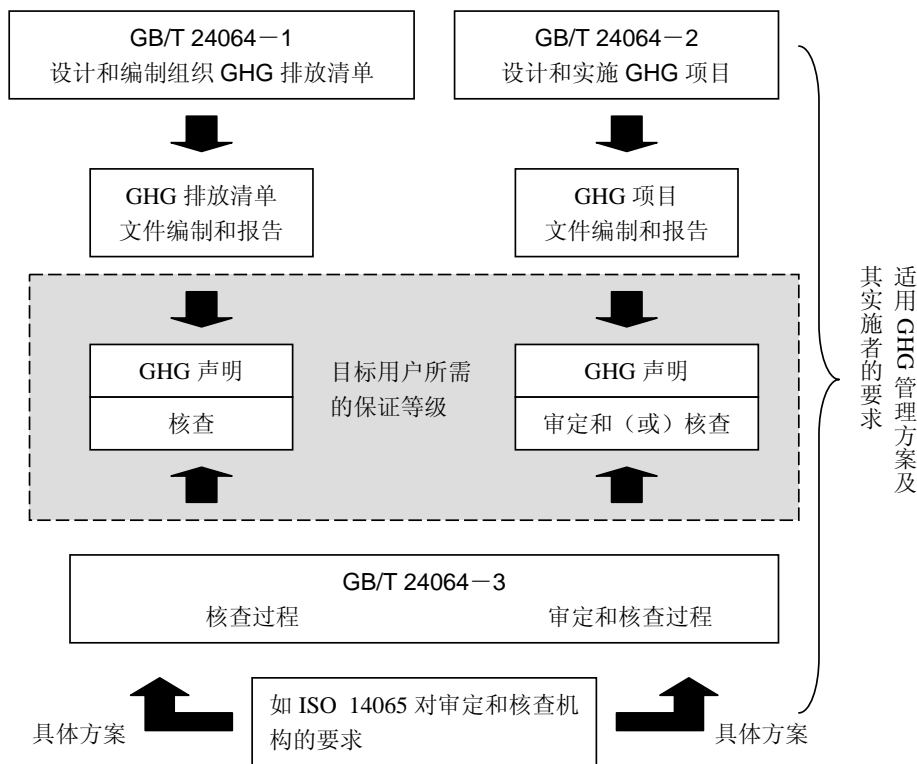 GB/T 24064－1
设计和编制组织 GHG 排放清单
GB/T 24064－2
设计和实施 GHG 项目
GHG 排放清单
文件编制和报告
GHG 项目
文件编制和报告
GHG 声明
核查
目标用户所需
的保证等级
GHG 声明
审定和（或）核查
适用 GHG 管理方案及
其实施者的要求
GB/T 24064－3
核查过程
审定和核查过程
具体方案
如 ISO 14065 对审定和核查机
构的要求
具体方案